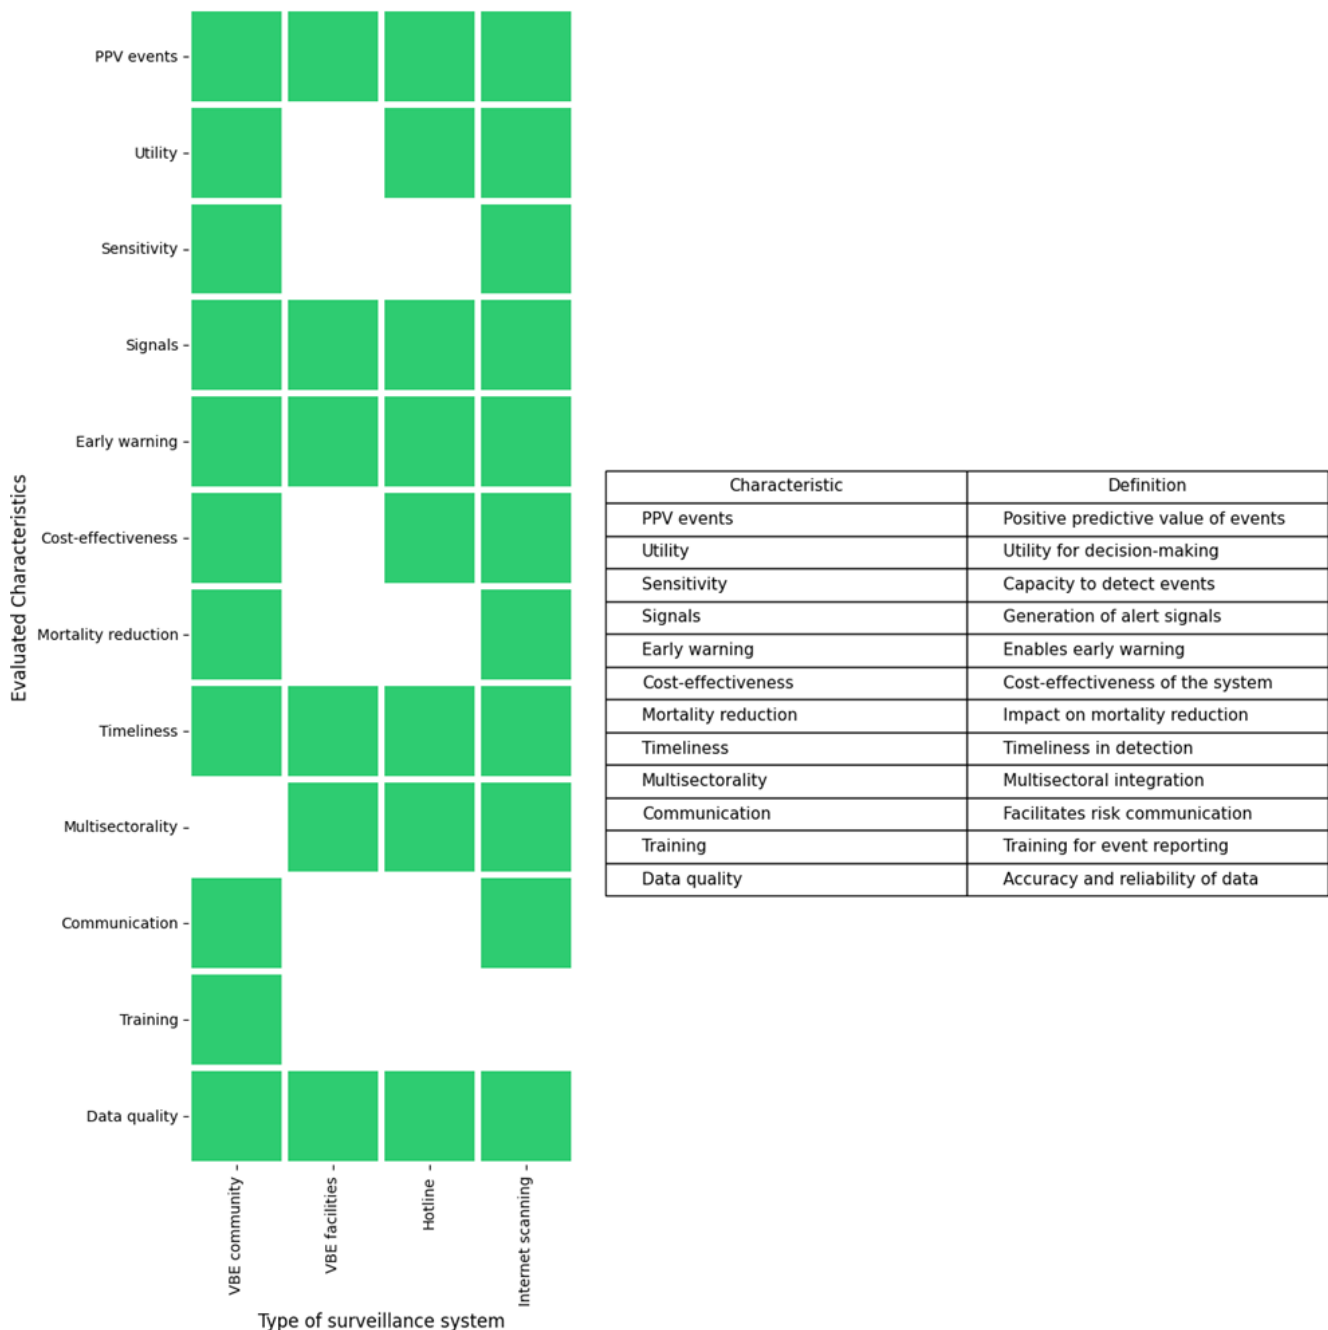 PPV events
Utility
Sensitivity
Signals
Early warning
Cost-effectiveness
Mortality reduction
Timeliness
Multisectorality
Communication
Training
Data quality
Evaluated Characteristics
VBE community
VBE facilities
Hotline
Internet scanning
Type of surveillance system
Characteristic Definition
PPV events Positive predictive value of events
Utility Utility for decision-making
Sensitivity Capacity to detect events
Signals Generation of alert signals
Early warning Enables early warning
Cost-effectiveness Cost-effectiveness of the system
Mortality reduction Impact on mortality reduction
Timeliness Timeliness in detection
Multisectorality Multisectoral integration
Communication Facilitates risk communication
Training Training for event reporting
Data quality Accuracy and reliability of data